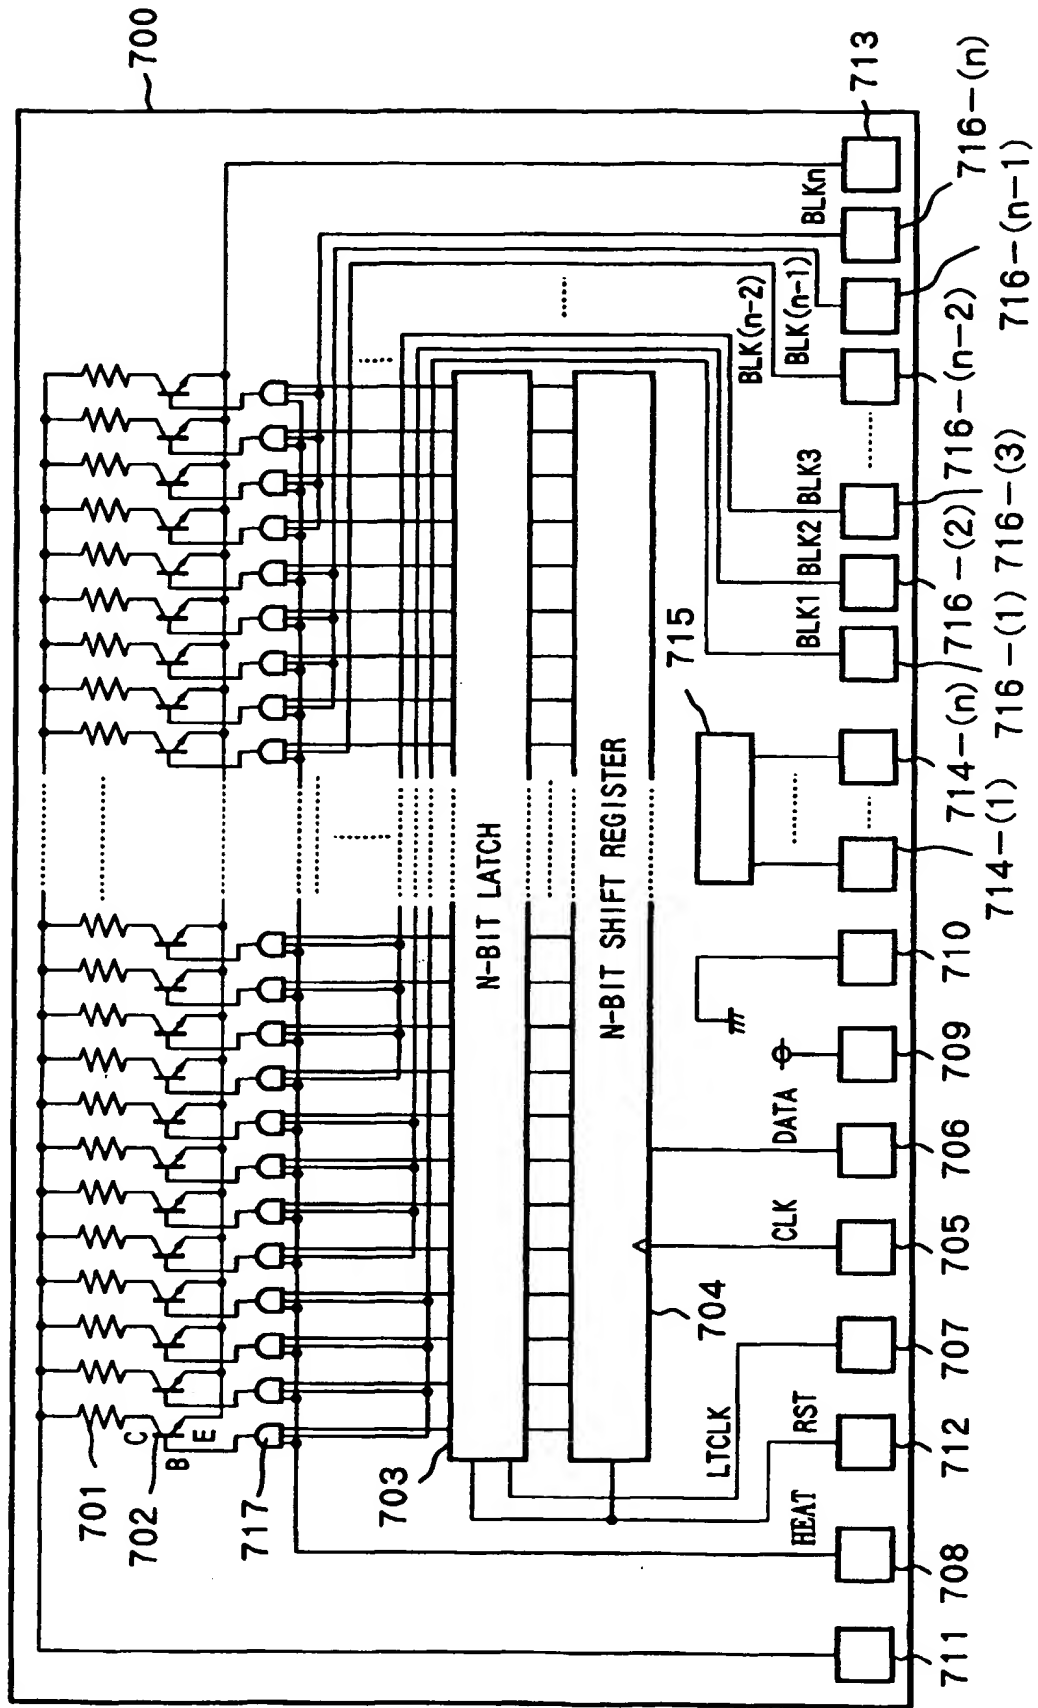 700
701
702
C
B
E
717
703
N-BIT LATCH
N-BIT SHIFT REGISTER
704
715
HEAT
RST
LTCLK
CLK
DATA
BLK1
BLK2
BLK3
BLK(n-2)
BLK(n-1)
BLKn
711
708
712
707
705
706
709
710
714-(1)
714-(n)
716-(1)
716-(2)
716-(3)
716-(n-2)
716-(n-1)
716-(n)
713